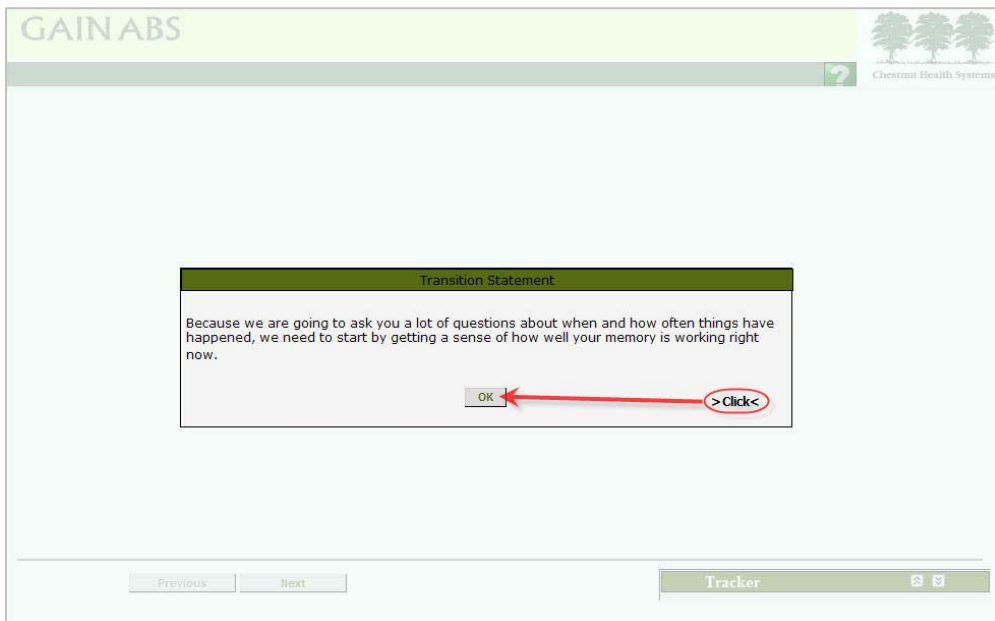 GAIN ABS
?
Chestnut Health Systems
Transition Statement
Because we are going to ask you a lot of questions about when and how often things have
happened, we need to start by getting a sense of how well your memory is working right
now.
OK
>Click<
Previous
Next
Tracker